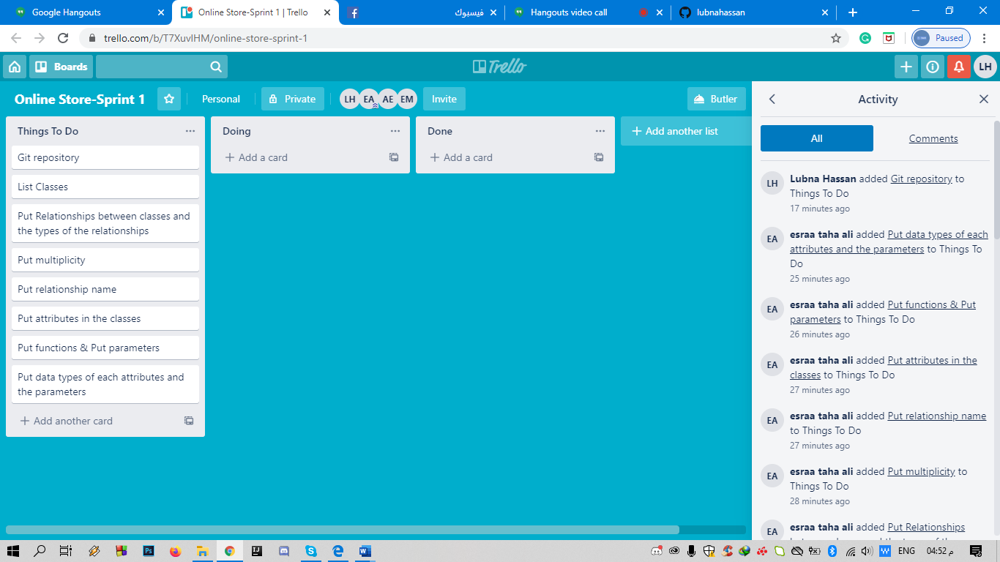 Google Hangouts
Online Store-Sprint 1 | Trello
فيسبوك
Hangouts video call
lubnahassan
trello.com/b/T7XuvlHM/online-store-sprint-1
Paused
Boards
Trello
LH
Online Store-Sprint 1
Personal
Private
LH EA AE EM
Invite
Butler
Things To Do
Git repository
List Classes
Put Relationships between classes and
the types of the relationships
Put multiplicity
Put relationship name
Put attributes in the classes
Put functions & Put parameters
Put data types of each attributes and
the parameters
Add another card
Doing
Add a card
Done
Add a card
Add another list
Activity
All
Comments
LH
Lubna Hassan added Git repository to
Things To Do
17 minutes ago
EA
esraa taha ali added Put data types of each
attributes and the parameters to Things To
Do
25 minutes ago
EA
esraa taha ali added Put functions & Put
parameters to Things To Do
26 minutes ago
EA
esraa taha ali added Put attributes in the
classes to Things To Do
27 minutes ago
EA
esraa taha ali added Put relationship name
to Things To Do
27 minutes ago
EA
esraa taha ali added Put multiplicity to
Things To Do
28 minutes ago
EA
esraa taha ali added Put Relationships
ENG
04:52 م